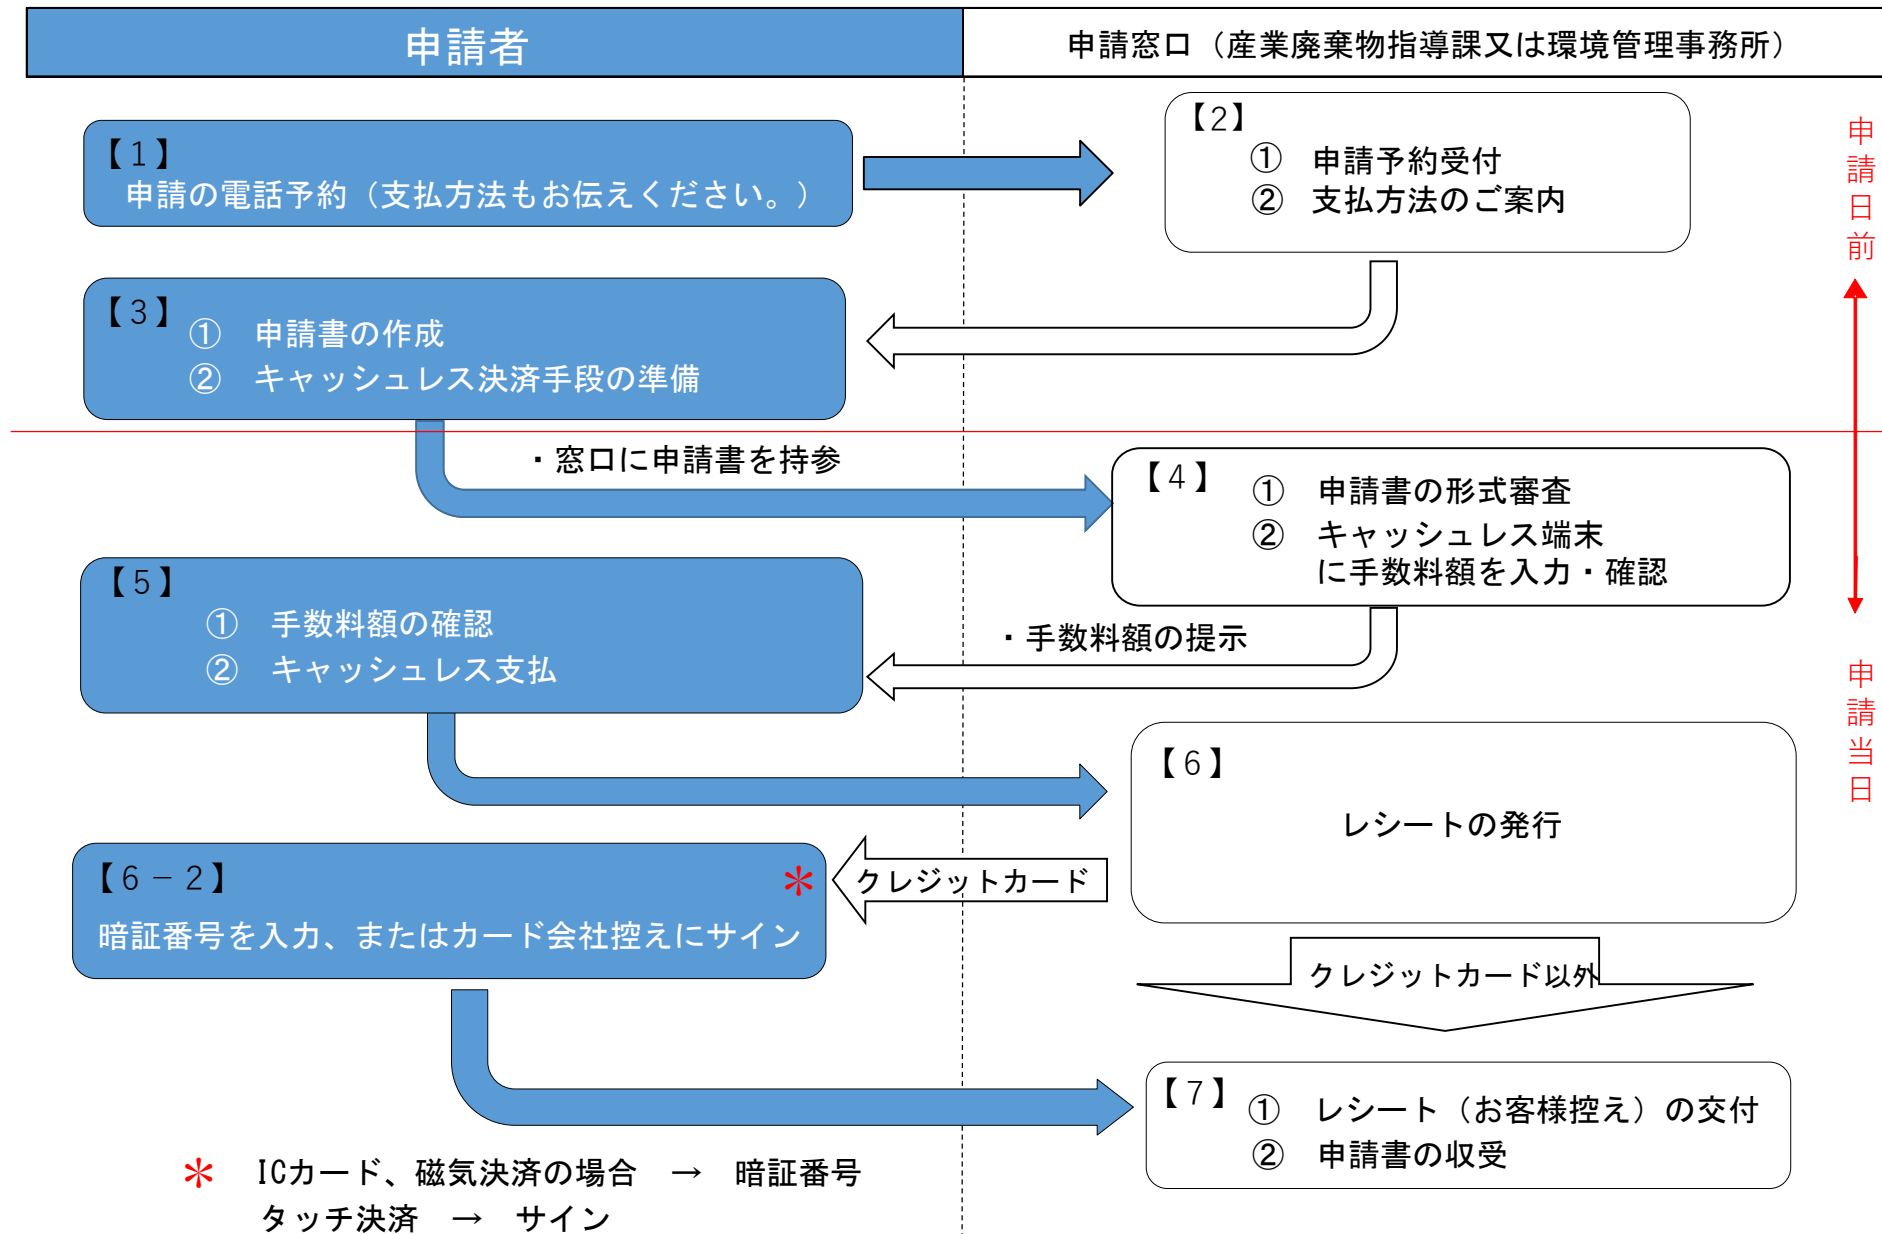 申請者
申請窓口（産業廃棄物指導課又は環境管理事務所）
【1】
申請の電話予約（支払方法もお伝えください。）
【2】
① 申請予約受付
② 支払方法のご案内
申請日前
【3】
① 申請書の作成
② キャッシュレス決済手段の準備
・窓口に申請書を持参
【4】
① 申請書の形式審査
② キャッシュレス端末
に手数料額を入力・確認
【5】
① 手数料額の確認
② キャッシュレス支払
・手数料額の提示
申請当日
【6】
レシートの発行
クレジットカード
【6－2】
＊
暗証番号を入力、またはカード会社控えにサイン
クレジットカード以外
【7】
① レシート（お客様控え）の交付
② 申請書の収受
＊ ICカード、磁気決済の場合 → 暗証番号
タッチ決済 → サイン